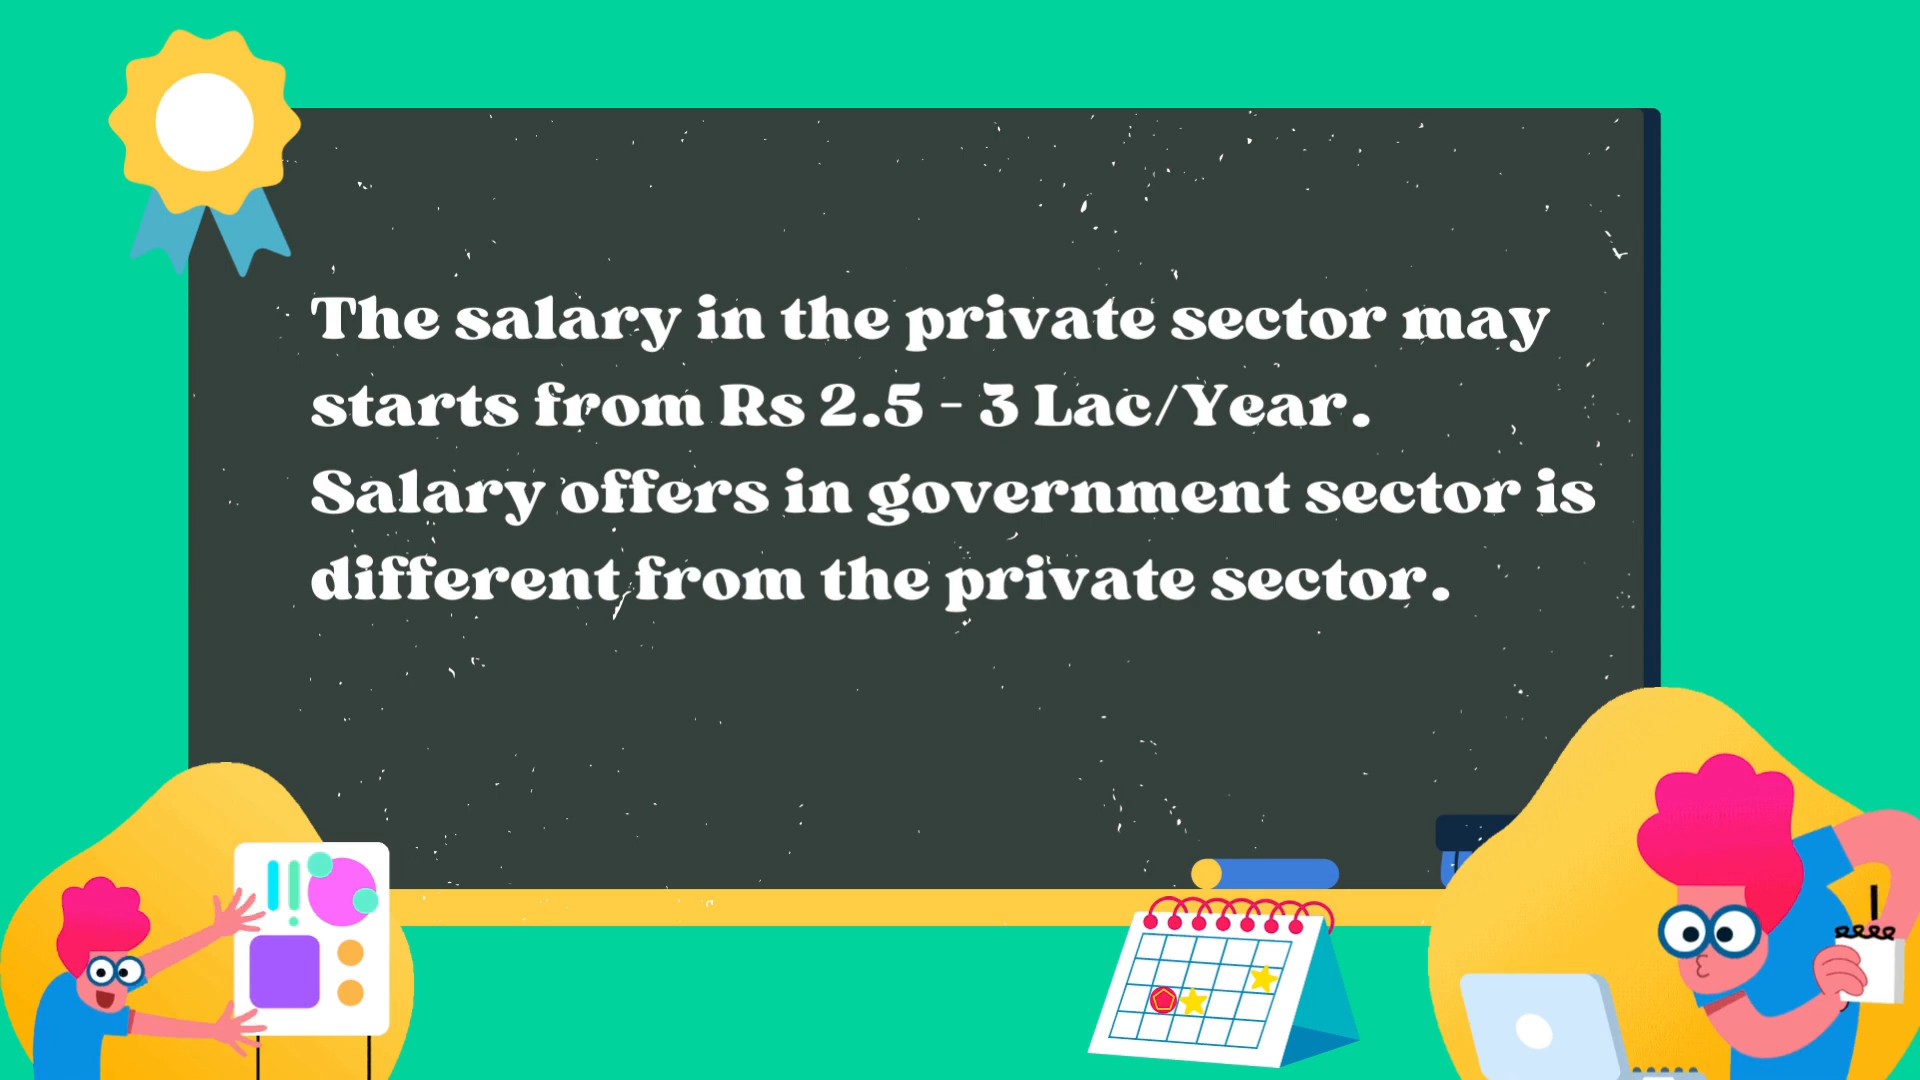 The salary in the private sector may
starts from Rs 2.5 - 3 Lac/Year.
Salary offers in government sector is
different from the private sector.